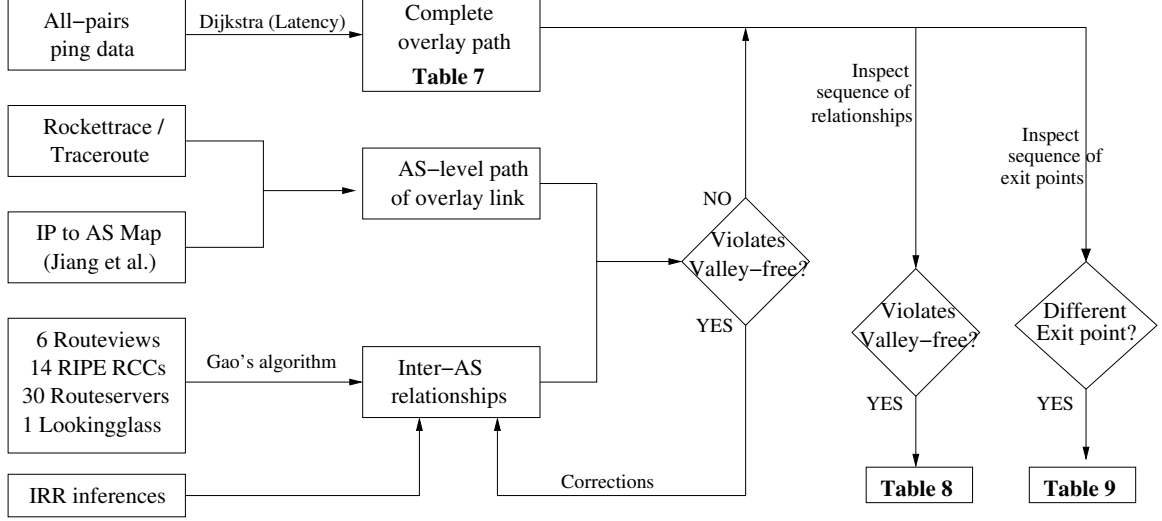 All−pairs
ping data
Dijkstra (Latency)
Complete
overlay path
Table 7
Rockettrace /
Traceroute
IP to AS Map
(Jiang et al.)
AS−level path
of overlay link
6 Routeviews
14 RIPE RCCs
30 Routeservers
1 Lookingglass
Gao's algorithm
Inter−AS
relationships
IRR inferences
Corrections
NO
Violates
Valley−free?
YES
Inspect
sequence of
relationships
Violates
Valley−free?
YES
Table 8
Inspect
sequence of
exit points
Different
Exit point?
YES
Table 9